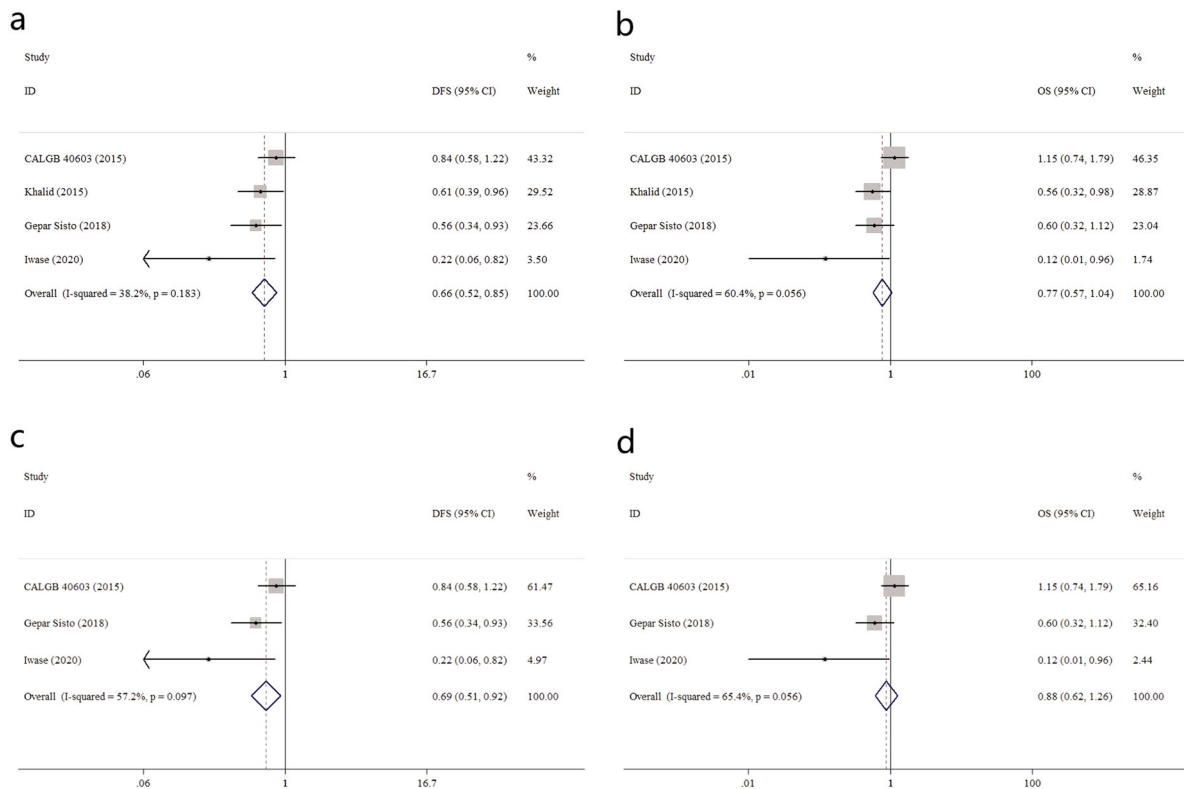 a
Study %
ID DFS (95% CI) Weight
CALGB 40603 (2015) 0.84 (0.58, 1.22) 43.32
Khalid (2015) 0.61 (0.39, 0.96) 29.52
Gepar Sisto (2018) 0.56 (0.34, 0.93) 23.66
Iwase (2020) 0.22 (0.06, 0.82) 3.50
Overall (I-squared = 38.2%, p = 0.183) 0.66 (0.52, 0.85) 100.00
.06 1 16.7
b
Study %
ID OS (95% CI) Weight
CALGB 40603 (2015) 1.15 (0.74, 1.79) 46.35
Khalid (2015) 0.56 (0.32, 0.98) 28.87
Gepar Sisto (2018) 0.60 (0.32, 1.12) 23.04
Iwase (2020) 0.12 (0.01, 0.96) 1.74
Overall (I-squared = 60.4%, p = 0.056) 0.77 (0.57, 1.04) 100.00
.01 1 100
c
Study %
ID DFS (95% CI) Weight
CALGB 40603 (2015) 0.84 (0.58, 1.22) 61.47
Gepar Sisto (2018) 0.56 (0.34, 0.93) 33.56
Iwase (2020) 0.22 (0.06, 0.82) 4.97
Overall (I-squared = 57.2%, p = 0.097) 0.69 (0.51, 0.92) 100.00
.06 1 16.7
d
Study %
ID OS (95% CI) Weight
CALGB 40603 (2015) 1.15 (0.74, 1.79) 65.16
Gepar Sisto (2018) 0.60 (0.32, 1.12) 32.40
Iwase (2020) 0.12 (0.01, 0.96) 2.44
Overall (I-squared = 65.4%, p = 0.056) 0.88 (0.62, 1.26) 100.00
.01 1 100